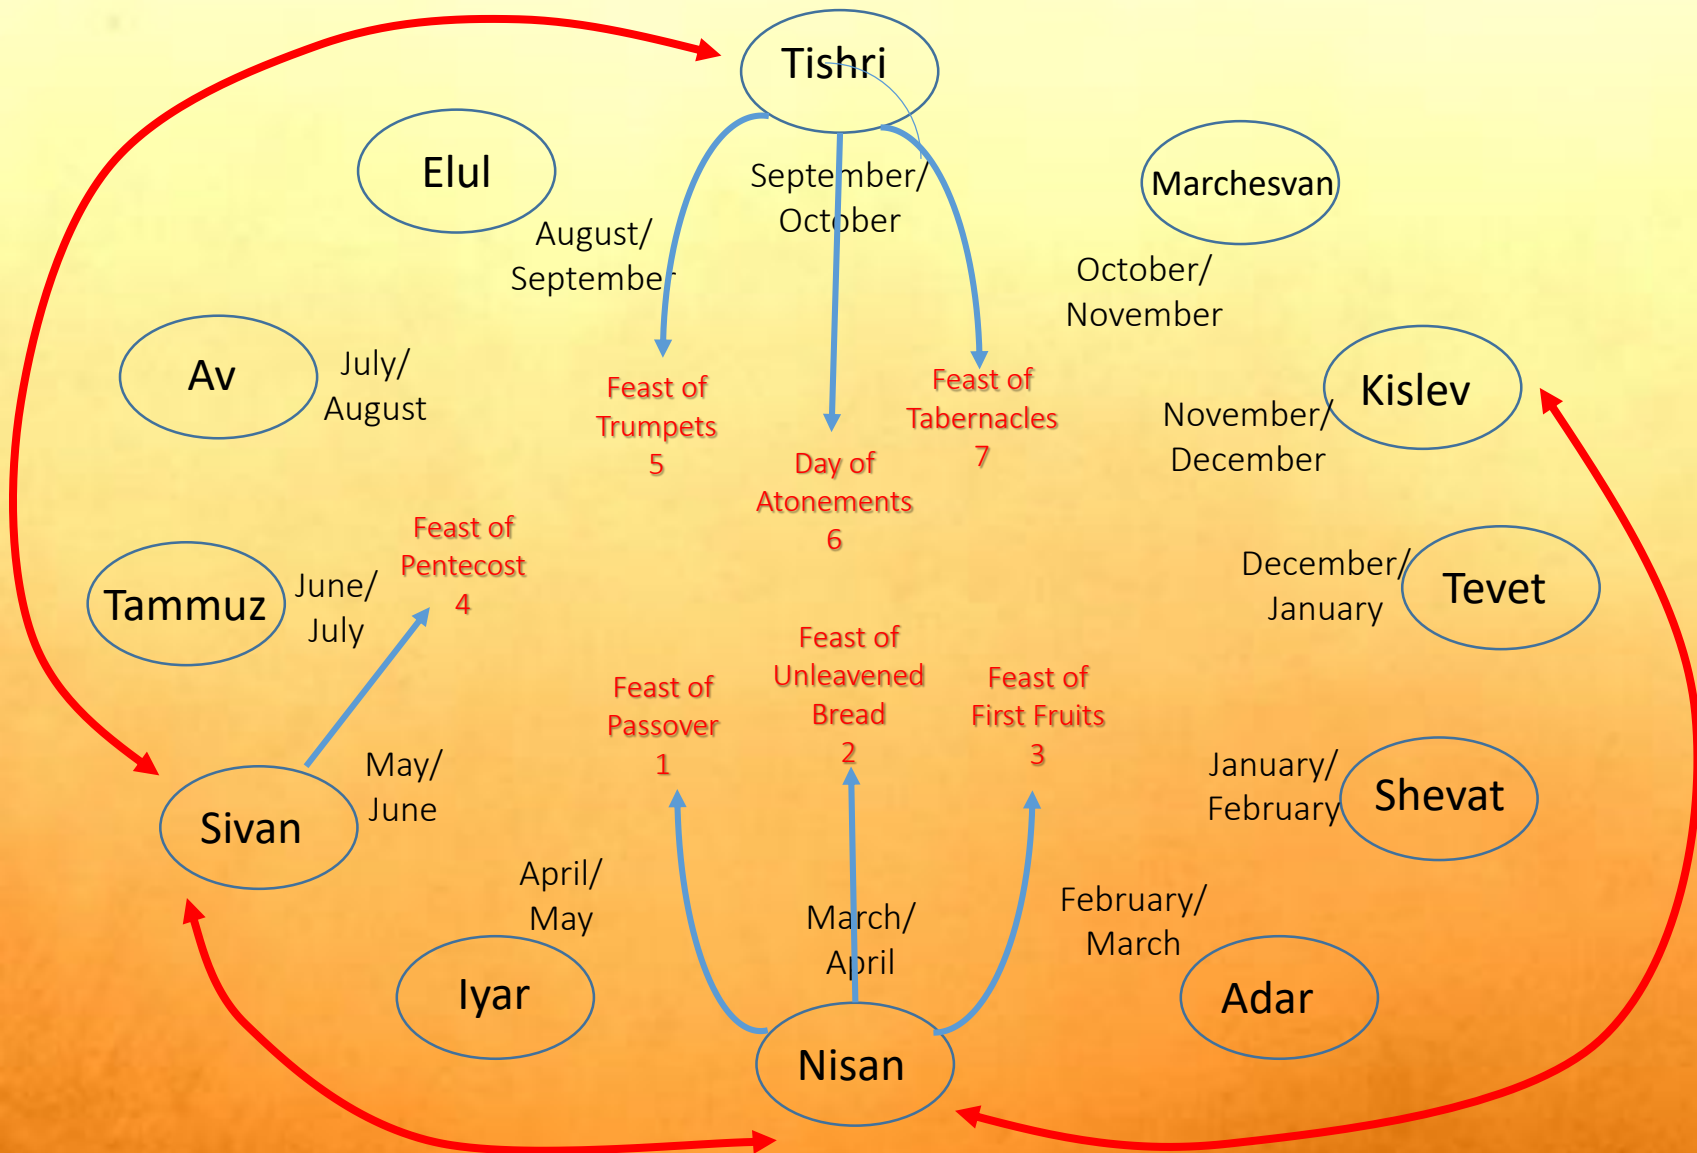 Tishri
September/
October
Elul
August/
September
Marchesvan
October/
November
Av
July/
August
Kislev
November/
December
Feast of
Trumpets
5
Day of
Atonements
6
Feast of
Tabernacles
7
Tammuz
June/
July
Feast of
Pentecost
4
Tevet
December/
January
Feast of
Passover
1
Feast of
Unleavened
Bread
2
Feast of
First Fruits
3
Sivan
May/
June
Shevat
January/
February
Iyar
April/
May
March/
April
Nisan
February/
March
Adar